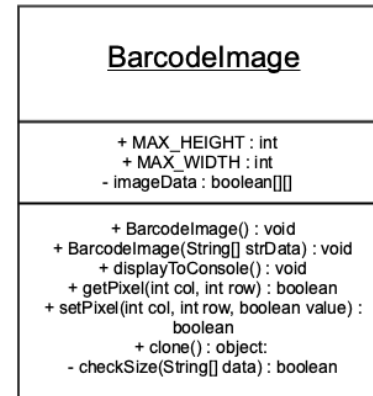 BarcodeImage
+ MAX_HEIGHT : int
+ MAX_WIDTH : int
- imageData : boolean[][]
+ BarcodeImage() : void
+ BarcodeImage(String[] strData) : void
+ displayToConsole() : void
+ getPixel(int col, int row) : boolean
+ setPixel(int col, int row, boolean value) :
boolean
+ clone() : object:
- checkSize(String[] data) : boolean